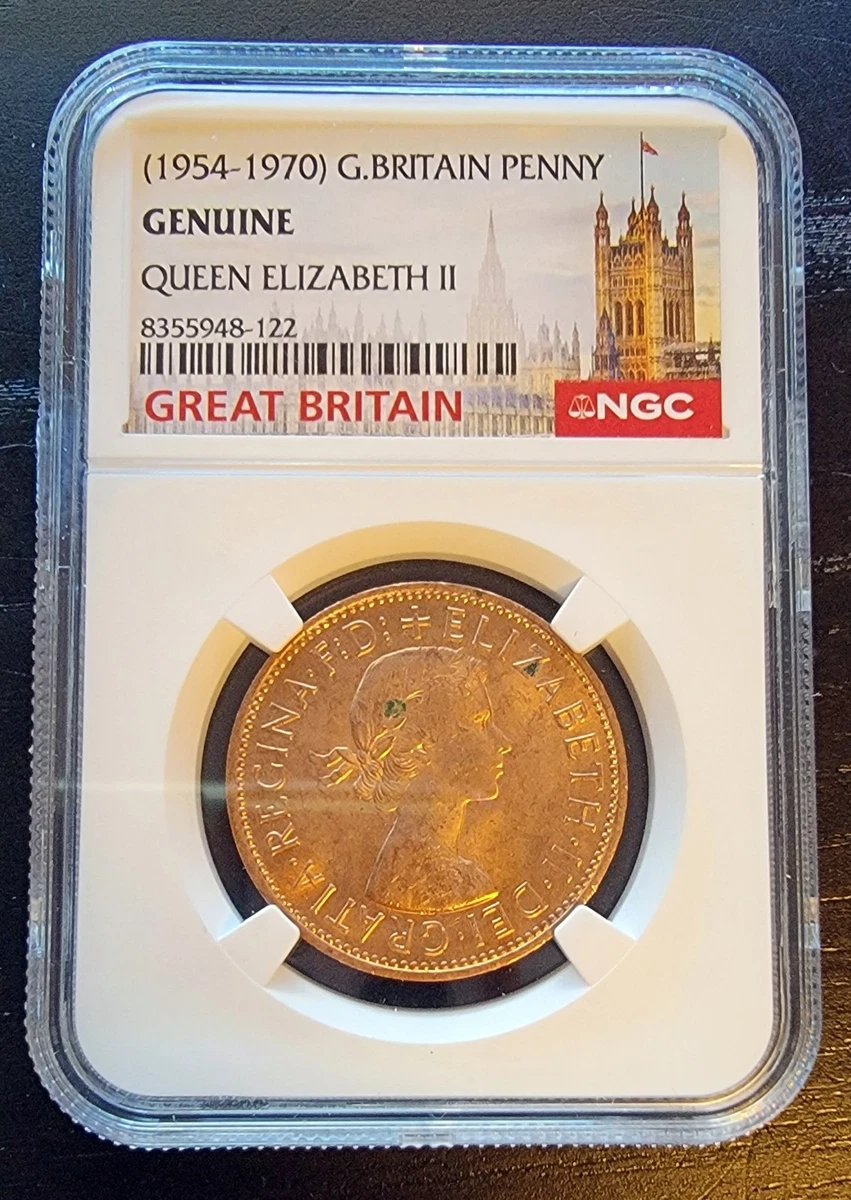 (1954-1970) G.BRITAIN PENNY
GENUINE
QUEEN ELIZABETH II
8355948-122
GREAT BRITAIN
NGC
+ELIZABETH·II·DEI·GRATIA·REGINA·F:D: